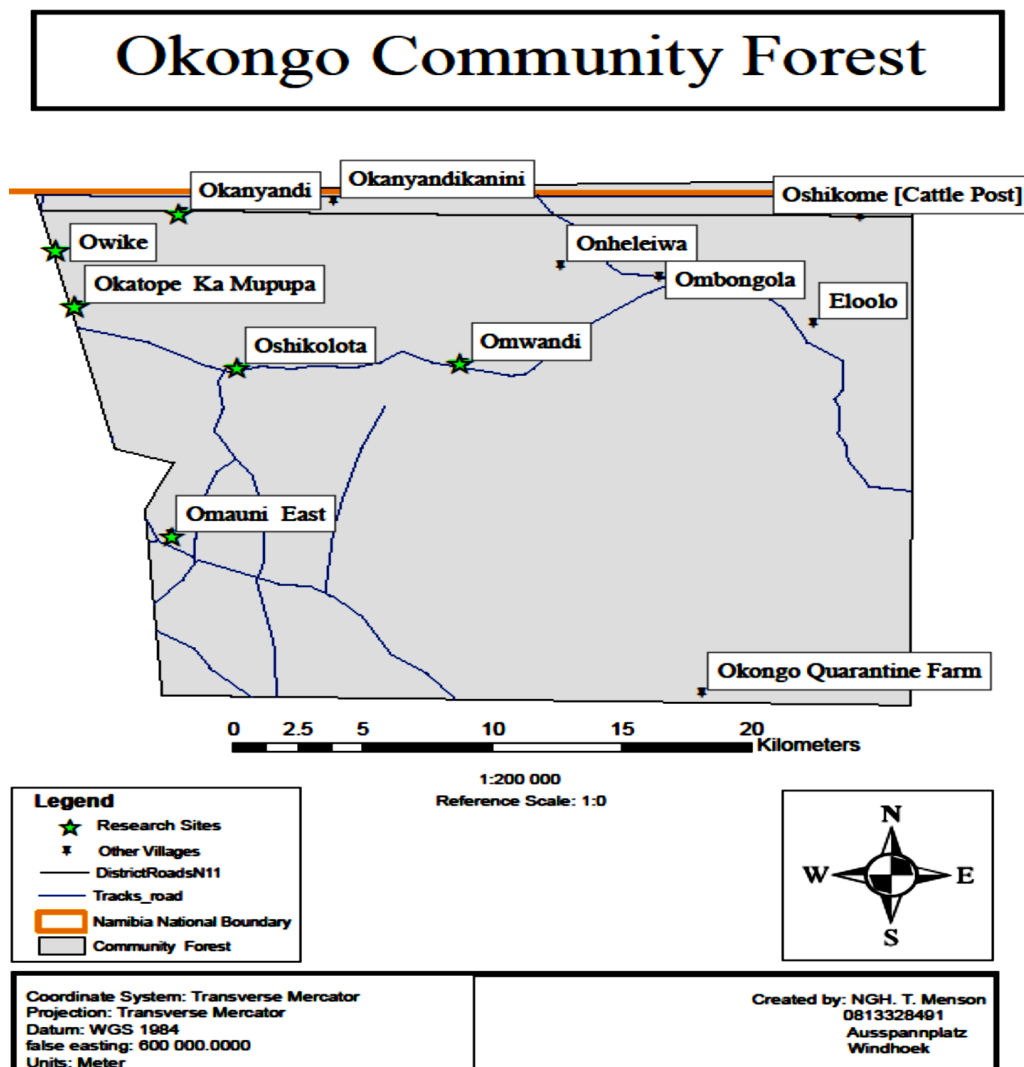 Okongo Community Forest
Okanyandi
Okanyandikanini
Oshikome [Cattle Post]
Owike
Onheleiwa
Okatope Ka Mupupa
Ombongola
Eloolo
Oshikolota
Omwandi
Omauni East
Okongo Quarantine Farm
0 2.5 5 10 15 20
Kilometers
1:200 000
Reference Scale: 1:0
Legend
Research Sites
Other Villages
DistrictRoadsN11
Tracks_road
Namibia National Boundary
Community Forest
N
W E
S
Coordinate System: Transverse Mercator
Projection: Transverse Mercator
Datum: WGS 1984
false easting: 600 000.0000
Units: Meter
Created by: NGH. T. Menson
0813328491
Ausspannplatz
Windhoek